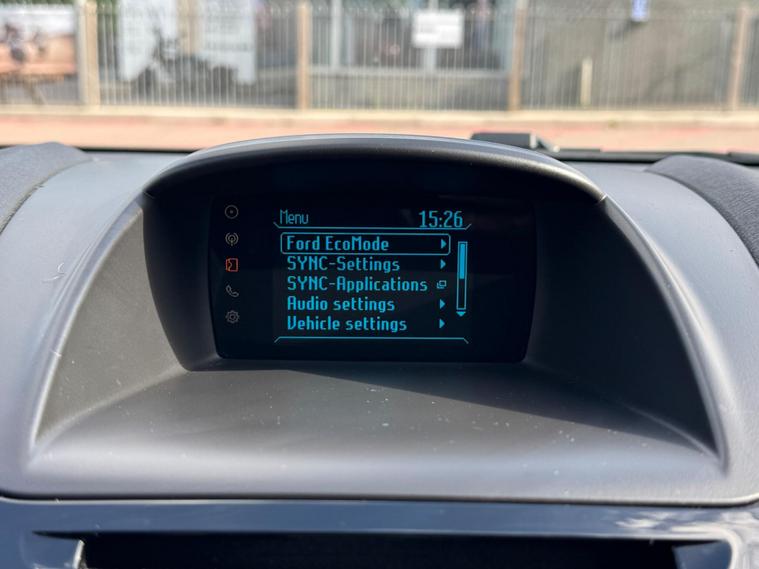 Menu 15:26
Ford EcoMode
SYNC-Settings
SYNC-Applications
Audio settings
Vehicle settings